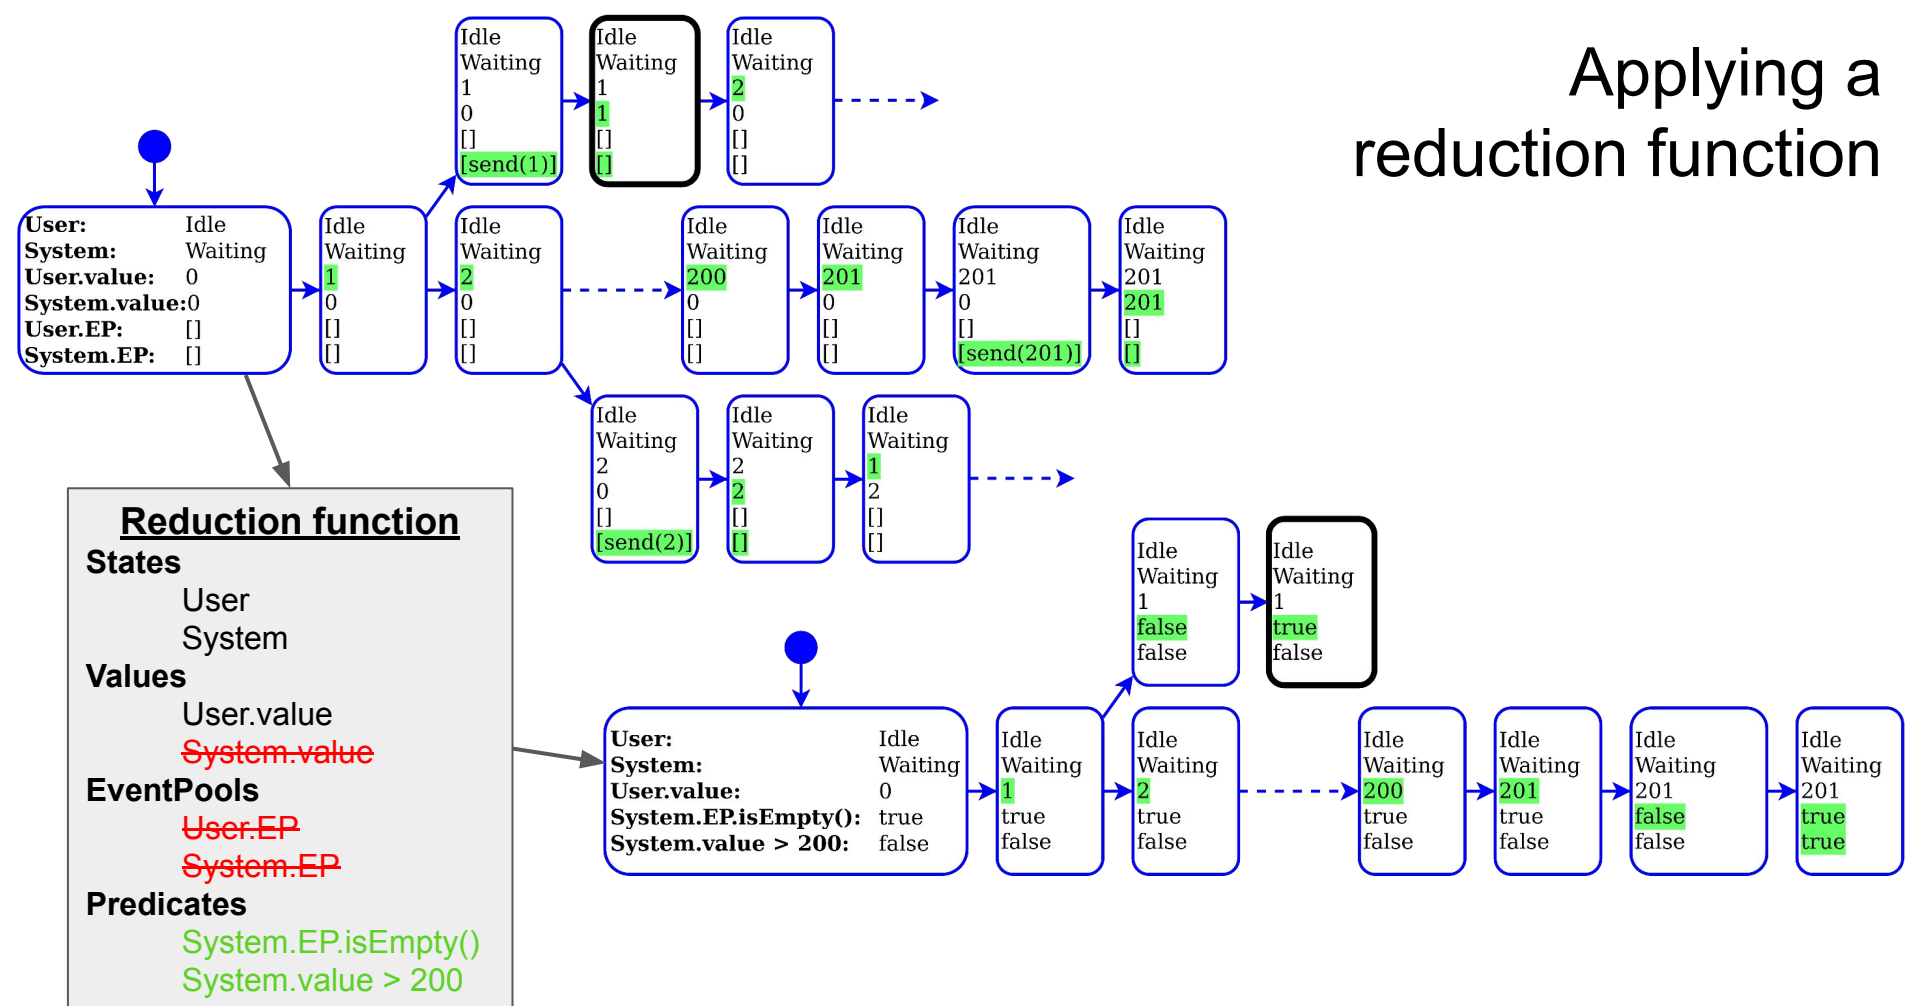 Applying a
reduction function
Idle
Waiting
1
0
[]
[send(1)]
Idle
Waiting
1
1
[]
[]
Idle
Waiting
2
0
[]
[]
User: Idle
System: Waiting
User.value: 0
System.value:0
User.EP: []
System.EP: []
Idle
Waiting
1
0
[]
[]
Idle
Waiting
2
0
[]
[]
Idle
Waiting
200
0
[]
[]
Idle
Waiting
201
0
[]
[]
Idle
Waiting
201
0
[]
[send(201)]
Idle
Waiting
201
201
[]
[]
Idle
Waiting
2
0
[]
[send(2)]
Idle
Waiting
2
2
[]
[]
Idle
Waiting
1
2
[]
[]
Reduction function
States
User
System
Values
User.value
System.value
EventPools
User.EP
System.EP
Predicates
System.EP.isEmpty()
System.value > 200
Idle
Waiting
1
false
false
Idle
Waiting
1
true
false
User: Idle
System: Waiting
User.value: 0
System.EP.isEmpty(): true
System.value > 200: false
Idle
Waiting
1
true
false
Idle
Waiting
2
true
false
Idle
Waiting
200
true
false
Idle
Waiting
201
true
false
Idle
Waiting
201
false
false
Idle
Waiting
201
true
true